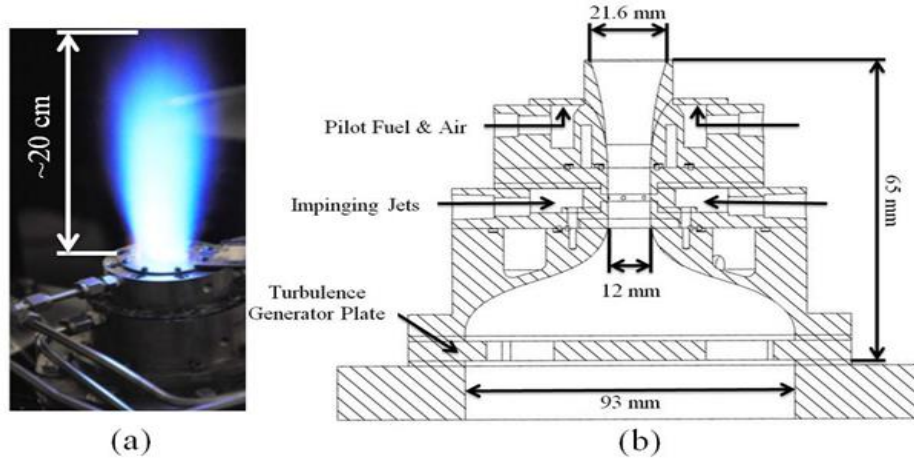 ~20 cm
(a)
21.6 mm
Pilot Fuel & Air
Impinging Jets
65 mm
12 mm
Turbulence
Generator Plate
93 mm
(b)